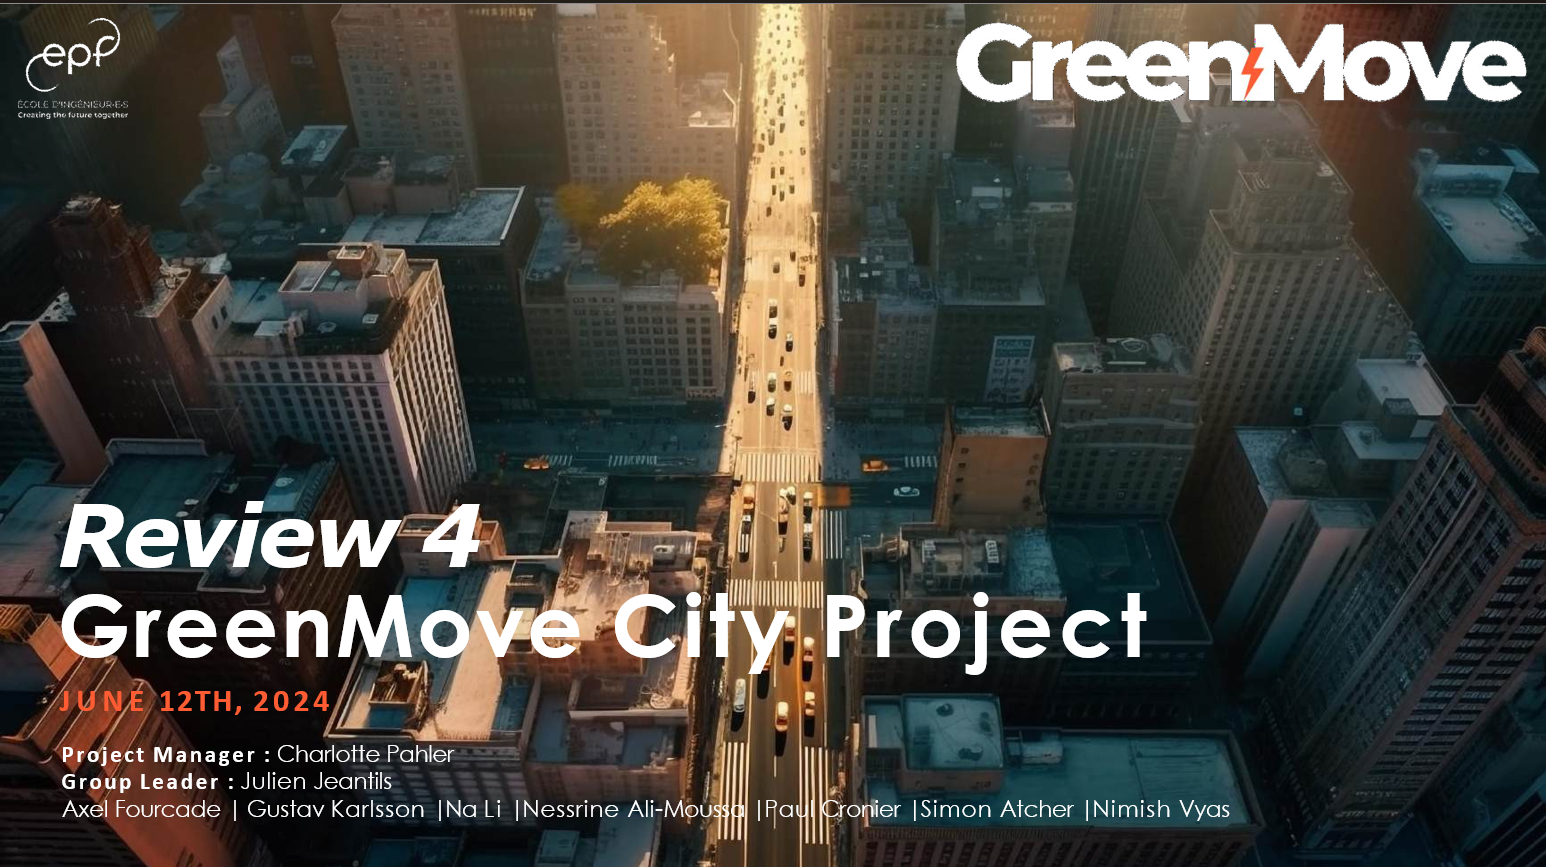 epf
ÉCOLE D'INGÉNIEUR·E·S
Creating the future together
GreenMove
Review 4
GreenMove City Project
JUNE 12TH, 2024
Project Manager : Charlotte Pahler
Group Leader : Julien Jeantils
Axel Fourcade | Gustav Karlsson |Na Li |Nessrine Ali-Moussa |Paul Cronier |Simon Atcher |Nimish Vyas